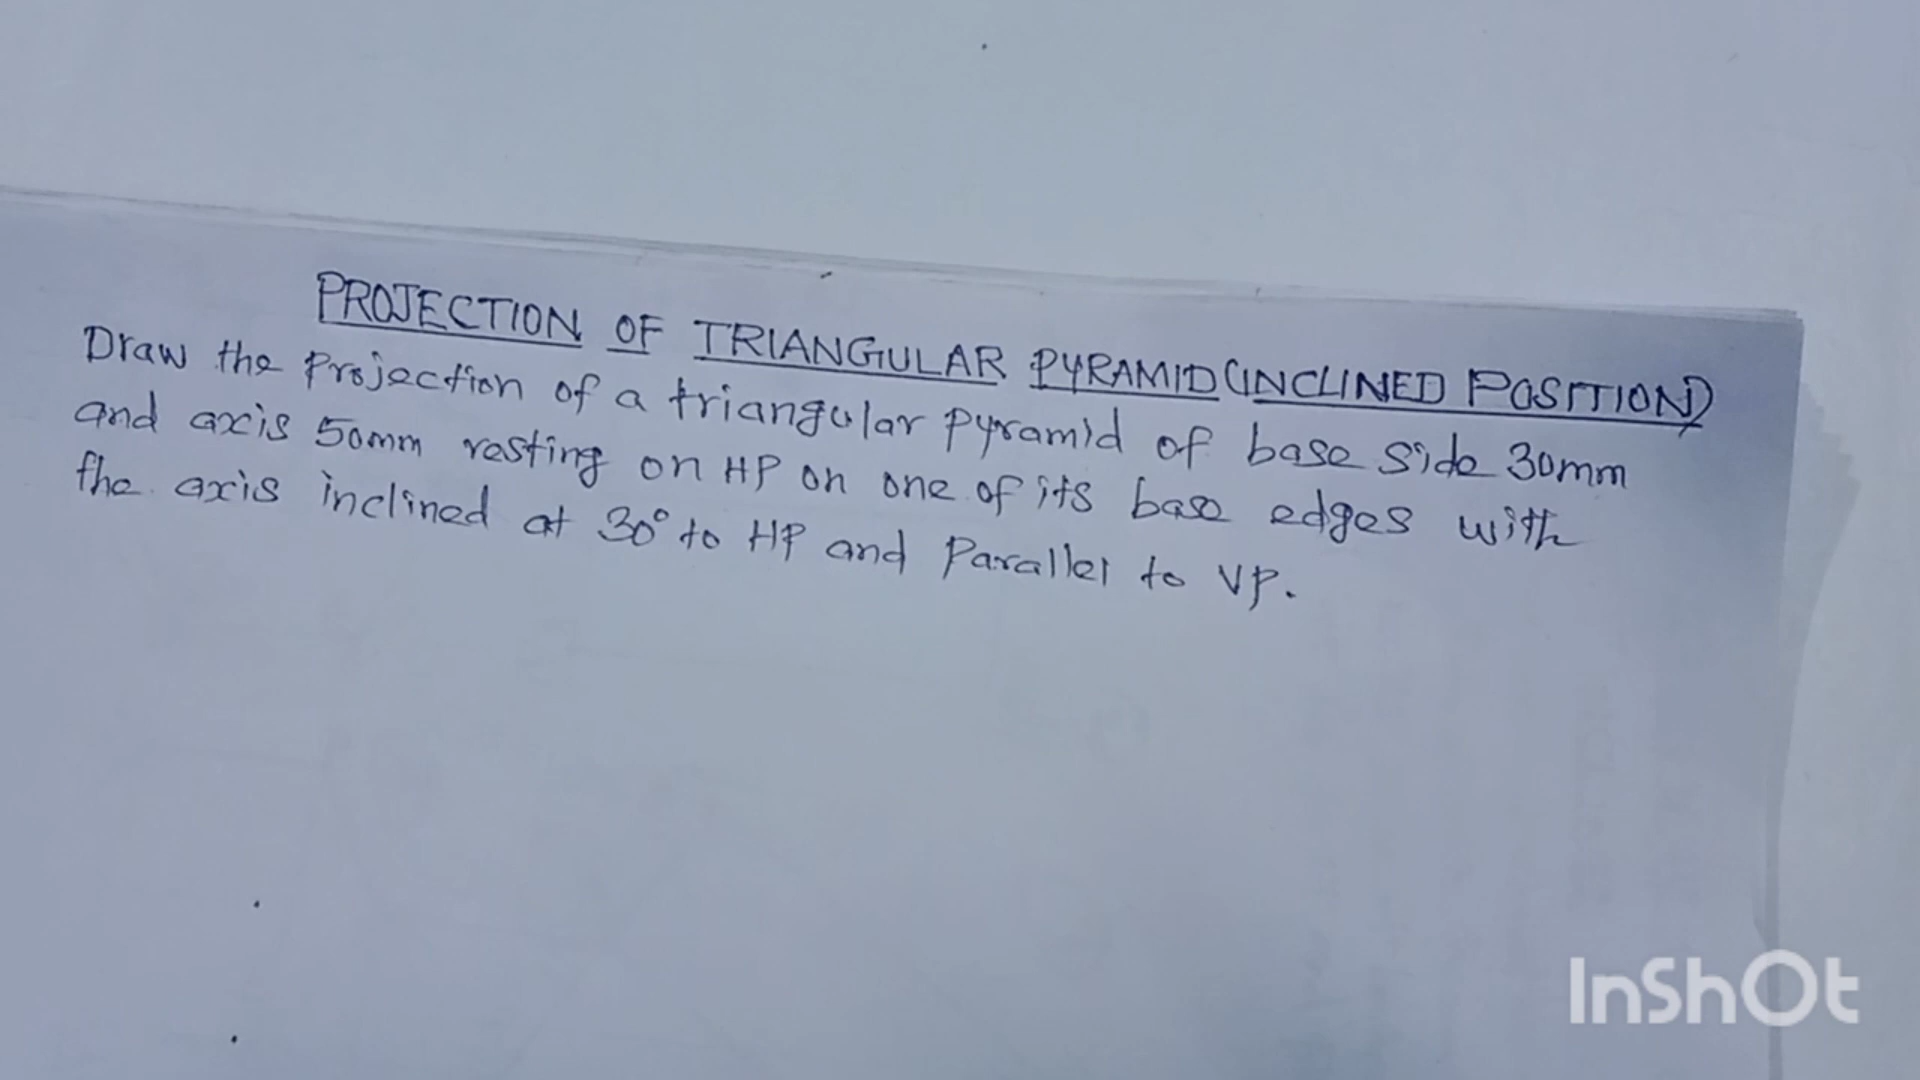 PROJECTION OF TRIANGULAR PYRAMID (INCLINED POSITION)
Draw the Projection of a triangular pyramid of base side 30mm
and axis 50mm resting on HP on one of its base edges with
the axis inclined at 30° to HP and Parallel to VP.
InShOt